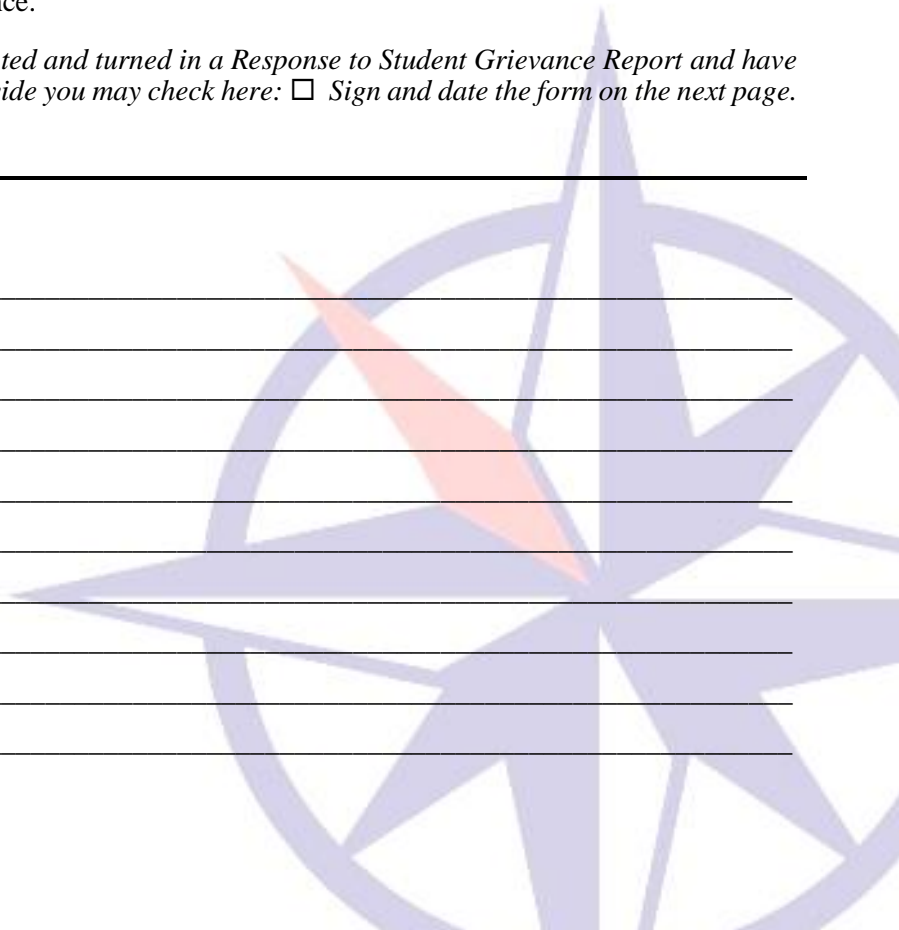 ce.
ted and turned in a Response to Student Grievance Report and have
ide you may check here: ☐ Sign and date the form on the next page.